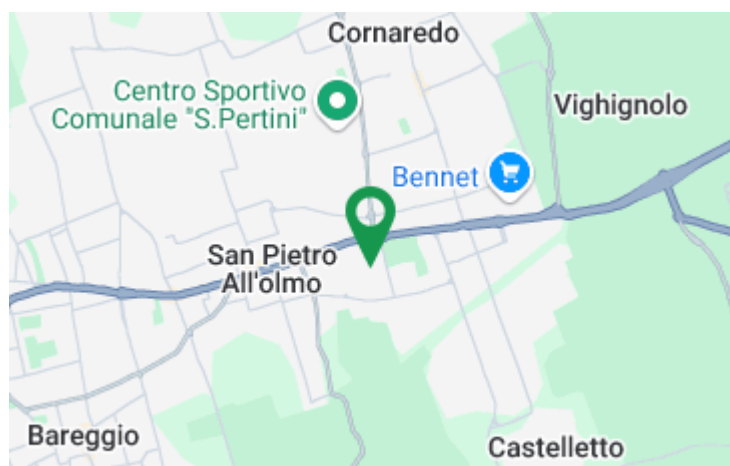 Cornaredo
Centro Sportivo
Comunale "S.Pertini"
Vighignolo
Bennet
San Pietro
All'olmo
Bareggio
Castelletto